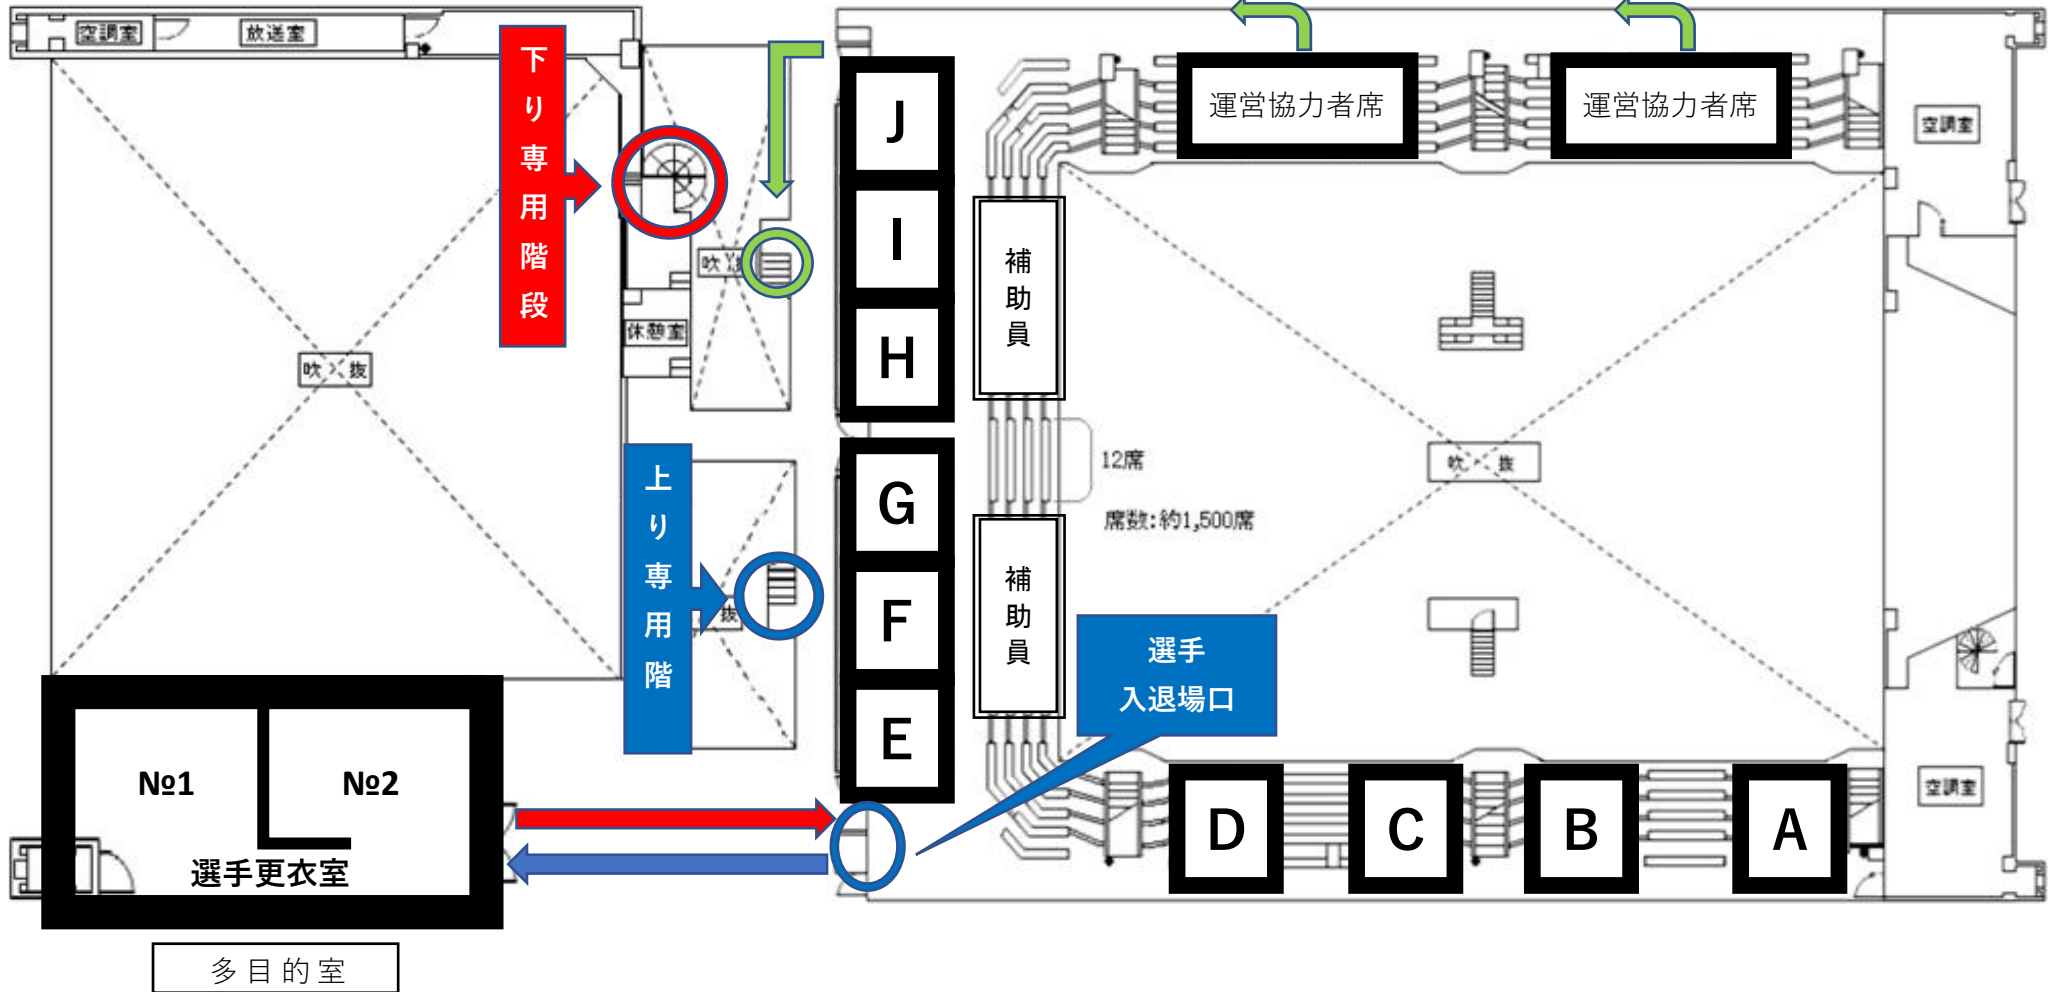 空調室
放送室
下り専用階段
J
I
H
G
F
E
運営協力者席
運営協力者席
空調室
補助員
吹
休憩室
吹 抜
上り専用階
抜
12席
席数:約1,500席
吹 抜
補助員
選手
入退場口
№1
№2
選手更衣室
D
C
B
A
空調室
多目的室